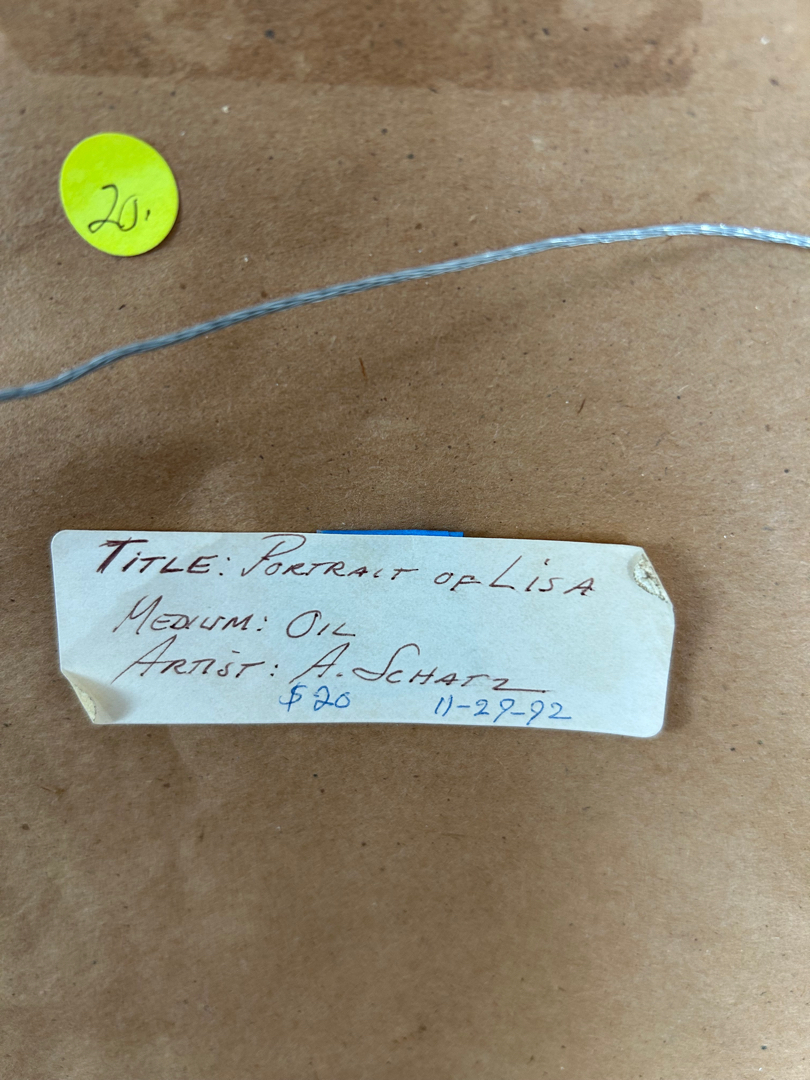 20.
TITLE: PORTRAIT OF LISA
MEDIUM: OIL
ARTIST: A. SCHATZ
$20 11-29-92